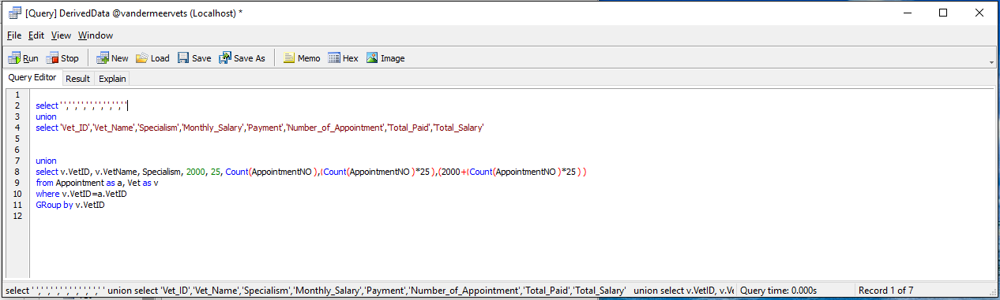 [Query] DerivedData @vandermeervets (Localhost) *
File Edit View Window
Run Stop New Load Save Save As Memo Hex Image
Query Editor Result Explain
1
2 select ' ',' ',' ',' ',' ',' ',' ',' '
3 union
4 select 'Vet_ID','Vet_Name','Specialism','Monthly_Salary','Payment','Number_of_Appointment','Total_Paid','Total_Salary'
5
6
7 union
8 select v.VetID, v.VetName, Specialism, 2000, 25, Count(AppointmentNO ),(Count(AppointmentNO )*25 ),(2000+(Count(AppointmentNO )*25 ) )
9 from Appointment as a, Vet as v
10 where v.VetID=a.VetID
11 GRoup by v.VetID
12
select ' ',' ',' ',' ',' ',' ',' ',' ' union select 'Vet_ID','Vet_Name','Specialism','Monthly_Salary','Payment','Number_of_Appointment','Total_Paid','Total_Salary' union select v.VetID, v.Ve Query time: 0.000s Record 1 of 7